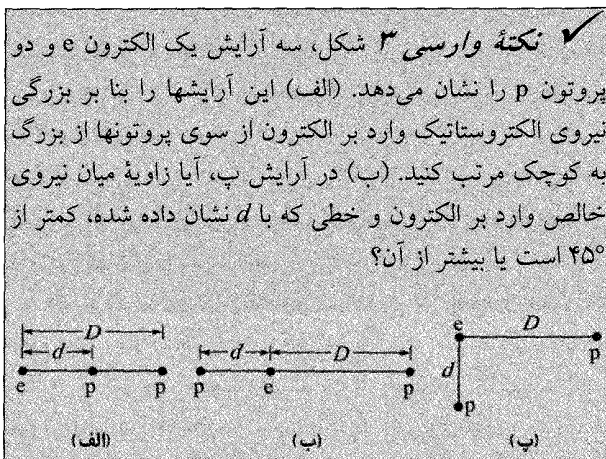 ✓ نکتهٔ وارسی ۳ شکل، سه آرایش یک الکترون e و دو
پروتون p را نشان می‌دهد. (الف) این آرایشها را بنا بر بزرگی
نیروی الکتروستاتیک وارد بر الکترون از سوی پروتونها از بزرگ
به کوچک مرتب کنید. (ب) در آرایش پ، آیا زاویهٔ میان نیروی
خالص وارد بر الکترون و خطی که با d نشان داده شده، کمتر از
۴۵° است یا بیشتر از آن؟
D
d
e p p
d D
p e p
e D p
d
p
(الف)
(ب)
(پ)